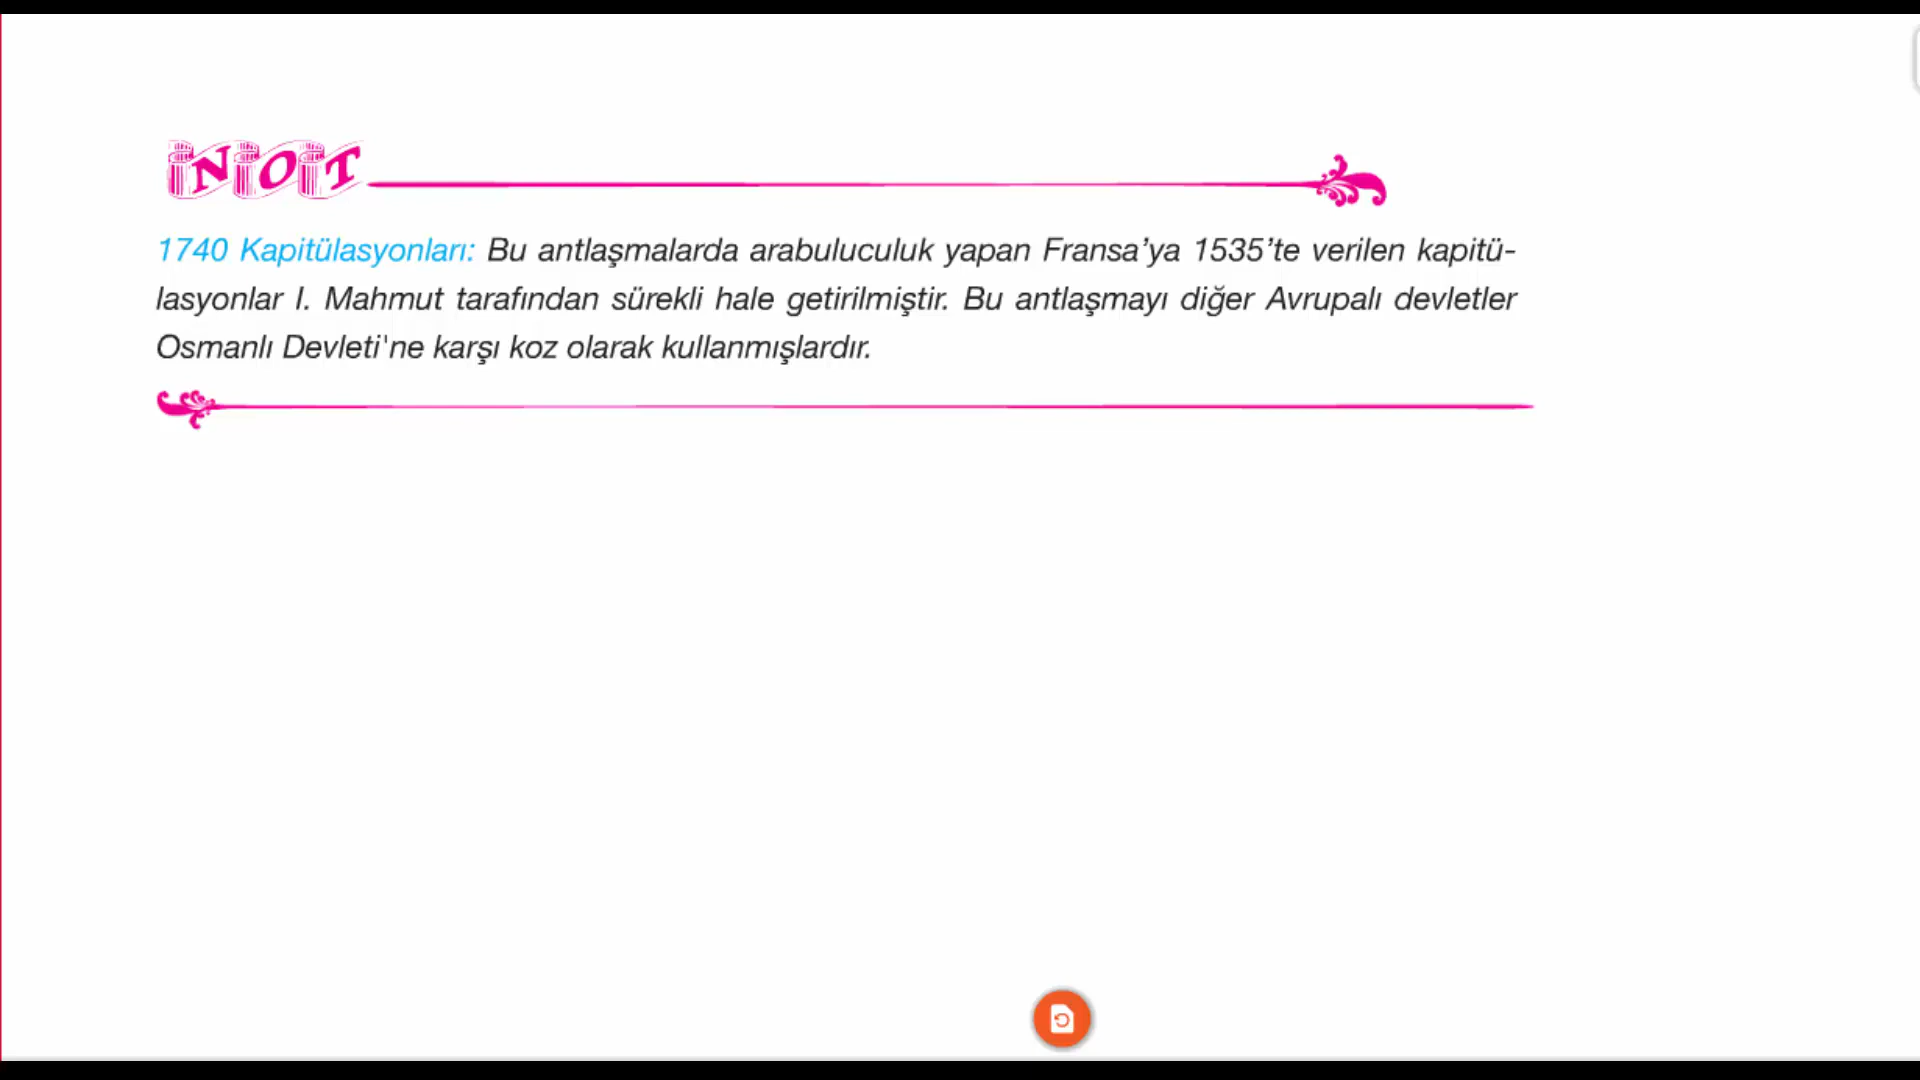 NOT
1740 Kapitülasyonları: Bu antlaşmalarda arabuluculuk yapan Fransa’ya 1535’te verilen kapitü-
lasyonlar I. Mahmut tarafından sürekli hale getirilmiştir. Bu antlaşmayı diğer Avrupalı devletler
Osmanlı Devleti'ne karşı koz olarak kullanmışlardır.